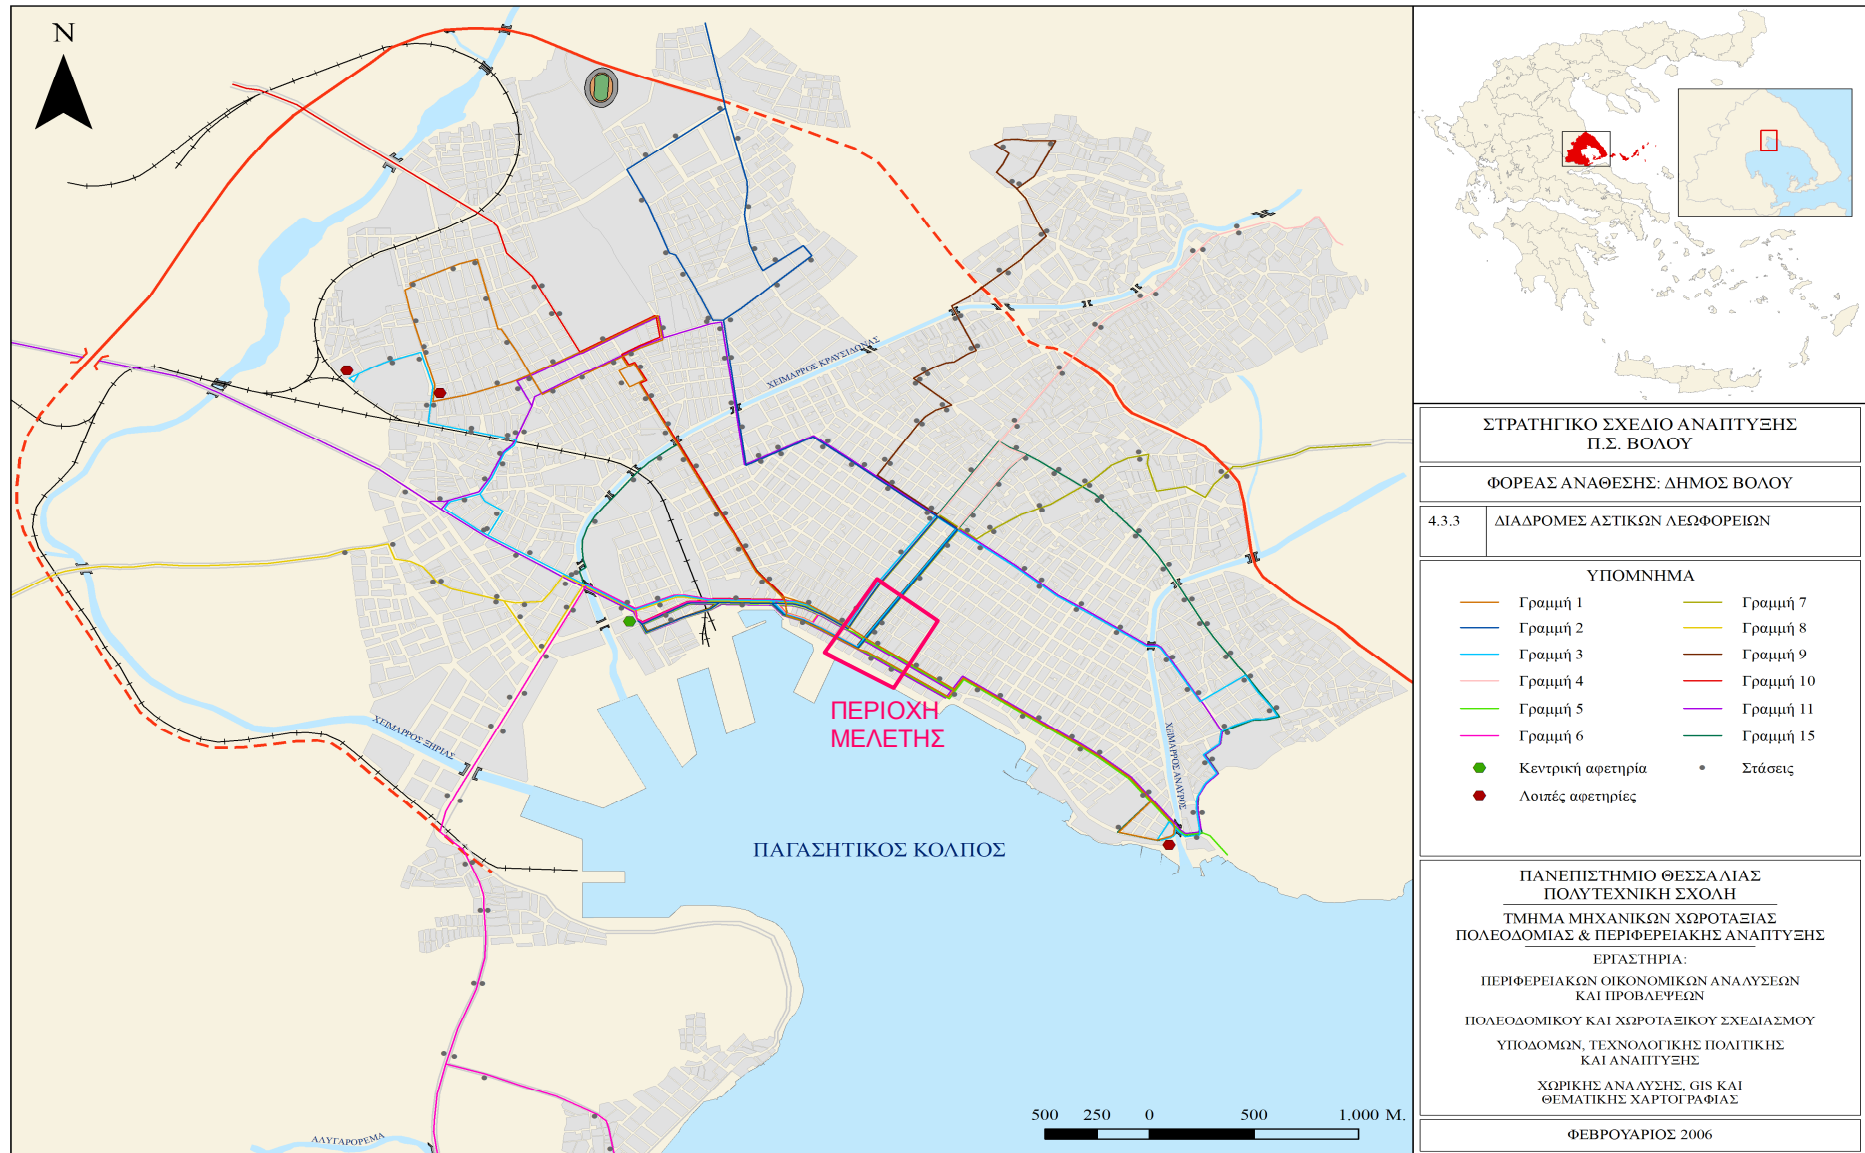 N
ΧΕΙΜΑΡΡΟΣ ΚΡΑΥΣΙΔΩΝΑΣ
ΧΕΙΜΑΡΡΟΣ ΞΗΡΙΑΣ
ΧΕΙΜΑΡΡΟΣ ΑΝΑΥΡΟΣ
ΠΕΡΙΟΧΗ
ΜΕΛΕΤΗΣ
ΠΑΓΑΣΗΤΙΚΟΣ ΚΟΛΠΟΣ
ΑΛΥΓΑΡΟΡΕΜΑ
500 250 0 500 1.000 Μ.
ΣΤΡΑΤΗΓΙΚΟ ΣΧΕΔΙΟ ΑΝΑΠΤΥΞΗΣ
Π.Σ. ΒΟΛΟΥ
ΦΟΡΕΑΣ ΑΝΑΘΕΣΗΣ: ΔΗΜΟΣ ΒΟΛΟΥ
4.3.3 ΔΙΑΔΡΟΜΕΣ ΑΣΤΙΚΩΝ ΛΕΩΦΟΡΕΙΩΝ
ΥΠΟΜΝΗΜΑ
Γραμμή 1
Γραμμή 2
Γραμμή 3
Γραμμή 4
Γραμμή 5
Γραμμή 6
Κεντρική αφετηρία
Λοιπές αφετηρίες
Γραμμή 7
Γραμμή 8
Γραμμή 9
Γραμμή 10
Γραμμή 11
Γραμμή 15
Στάσεις
ΠΑΝΕΠΙΣΤΗΜΙΟ ΘΕΣΣΑΛΙΑΣ
ΠΟΛΥΤΕΧΝΙΚΗ ΣΧΟΛΗ
ΤΜΗΜΑ ΜΗΧΑΝΙΚΩΝ ΧΩΡΟΤΑΞΙΑΣ
ΠΟΛΕΟΔΟΜΙΑΣ & ΠΕΡΙΦΕΡΕΙΑΚΗΣ ΑΝΑΠΤΥΞΗΣ
ΕΡΓΑΣΤΗΡΙΑ:
ΠΕΡΙΦΕΡΕΙΑΚΩΝ ΟΙΚΟΝΟΜΙΚΩΝ ΑΝΑΛΥΣΕΩΝ
ΚΑΙ ΠΡΟΒΛΕΨΕΩΝ
ΠΟΛΕΟΔΟΜΙΚΟΥ ΚΑΙ ΧΩΡΟΤΑΞΙΚΟΥ ΣΧΕΔΙΑΣΜΟΥ
ΥΠΟΔΟΜΩΝ, ΤΕΧΝΟΛΟΓΙΚΗΣ ΠΟΛΙΤΙΚΗΣ
ΚΑΙ ΑΝΑΠΤΥΞΗΣ
ΧΩΡΙΚΗΣ ΑΝΑΛΥΣΗΣ, GIS ΚΑΙ
ΘΕΜΑΤΙΚΗΣ ΧΑΡΤΟΓΡΑΦΙΑΣ
ΦΕΒΡΟΥΑΡΙΟΣ 2006